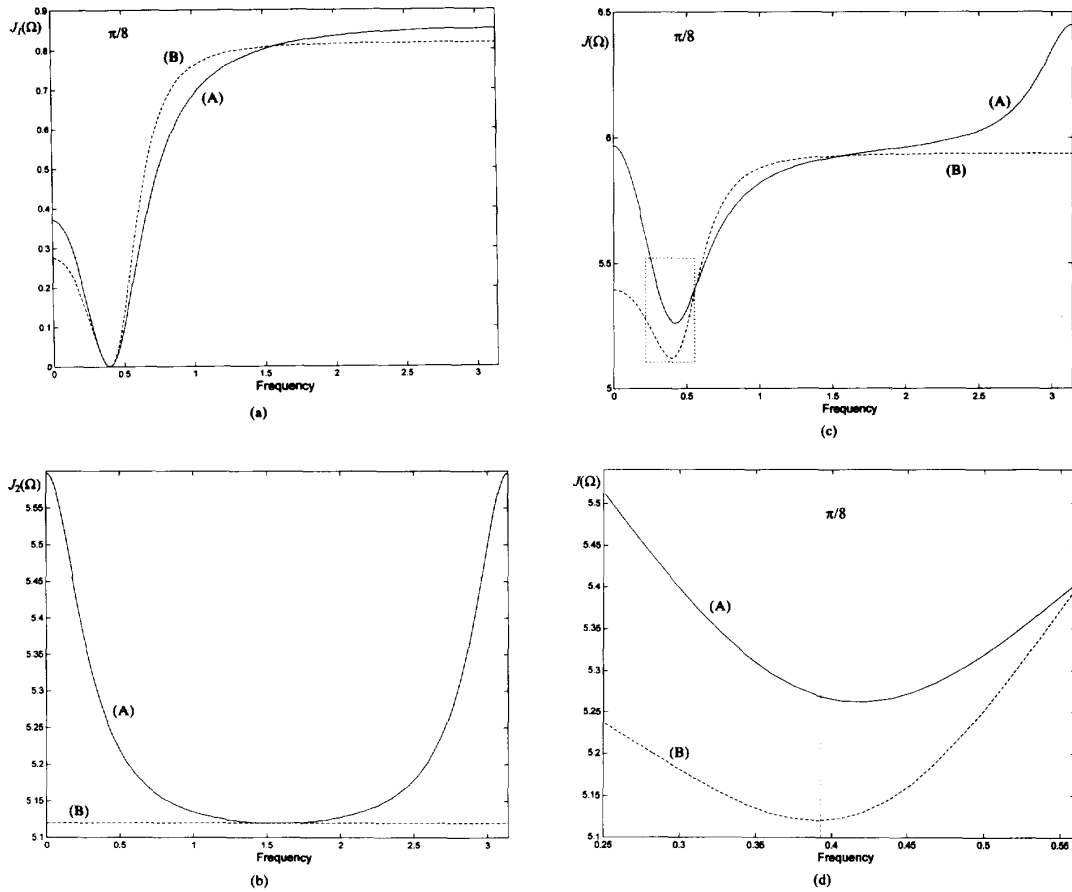 J₁(Ω)
π/8
0.9
0.8
0.7
0.6
0.5
0.4
0.3
0.2
0.1
0
(B)
(A)
0 0.5 1 1.5 2 2.5 3
Frequency
(a)
J(Ω)
π/8
6.5
6
5.5
5
(A)
(B)
0 0.5 1 1.5 2 2.5 3
Frequency
(c)
J₂(Ω)
5.55
5.5
5.45
5.4
5.35
5.3
5.25
5.2
5.15
5.1
(A)
(B)
0 0.5 1 1.5 2 2.5 3
Frequency
(b)
J(Ω)
π/8
5.5
5.45
5.4
5.35
5.3
5.25
5.2
5.15
5.1
(A)
(B)
0.25 0.3 0.35 0.4 0.45 0.5 0.55
Frequency
(d)